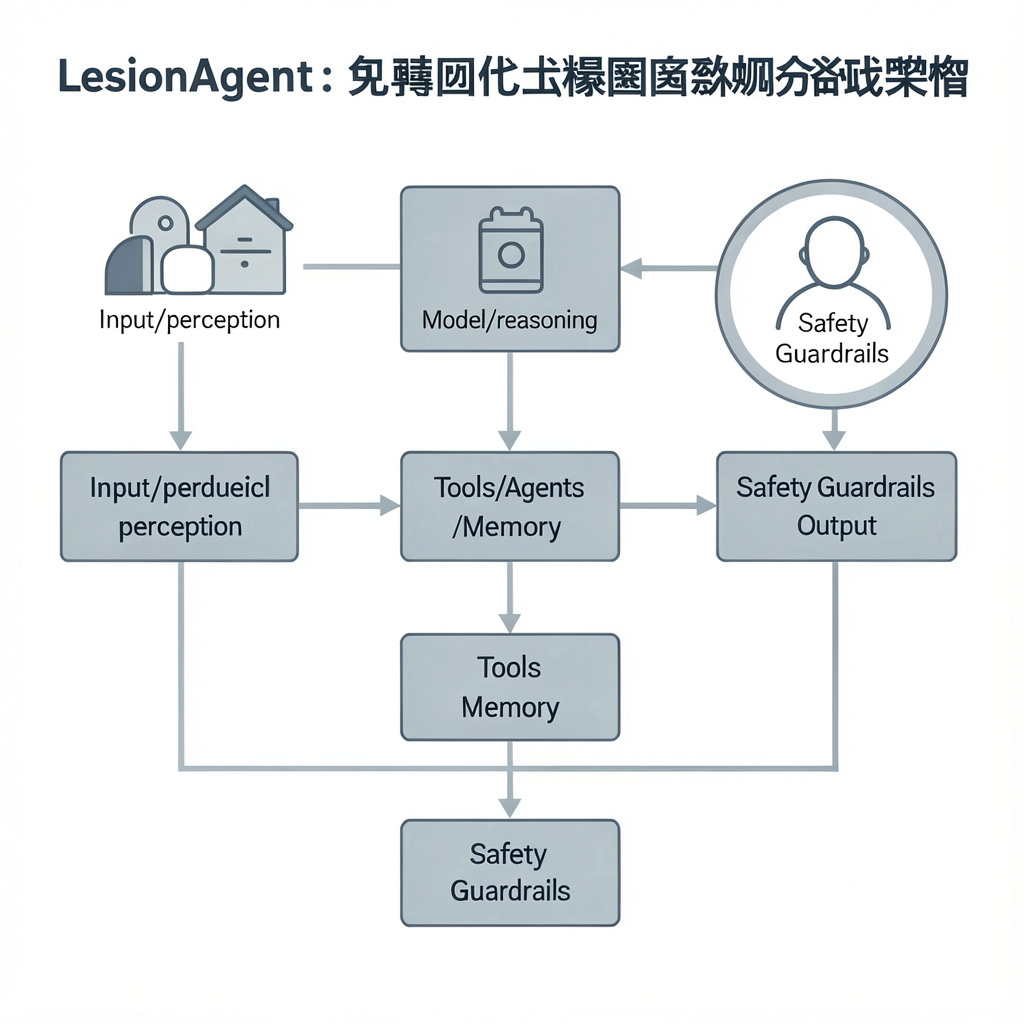 LesionAgent:
Input/perception
Model/reasoning
Safety
Guardrails
Input/perdueicl
perception
Tools/Agents
/Memory
Safety Guardrails
Output
Tools
Memory
Safety
Guardrails